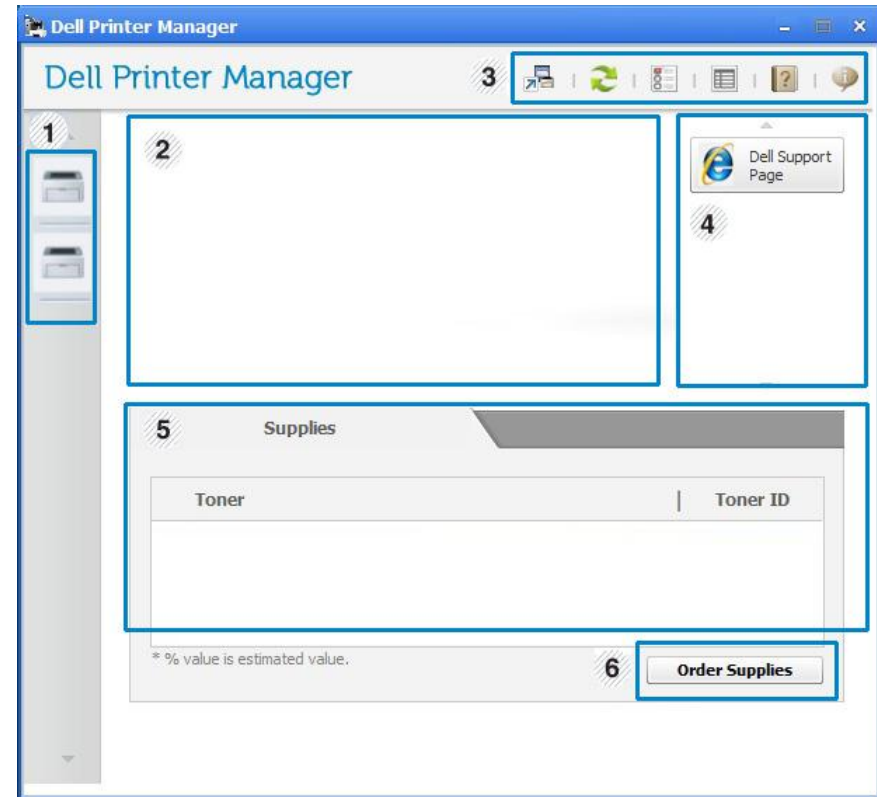 Dell Printer Manager
Dell Printer Manager
3
1
2
Dell Support
Page
4
5
Supplies
Toner
| Toner ID
* % value is estimated value.
6
Order Supplies